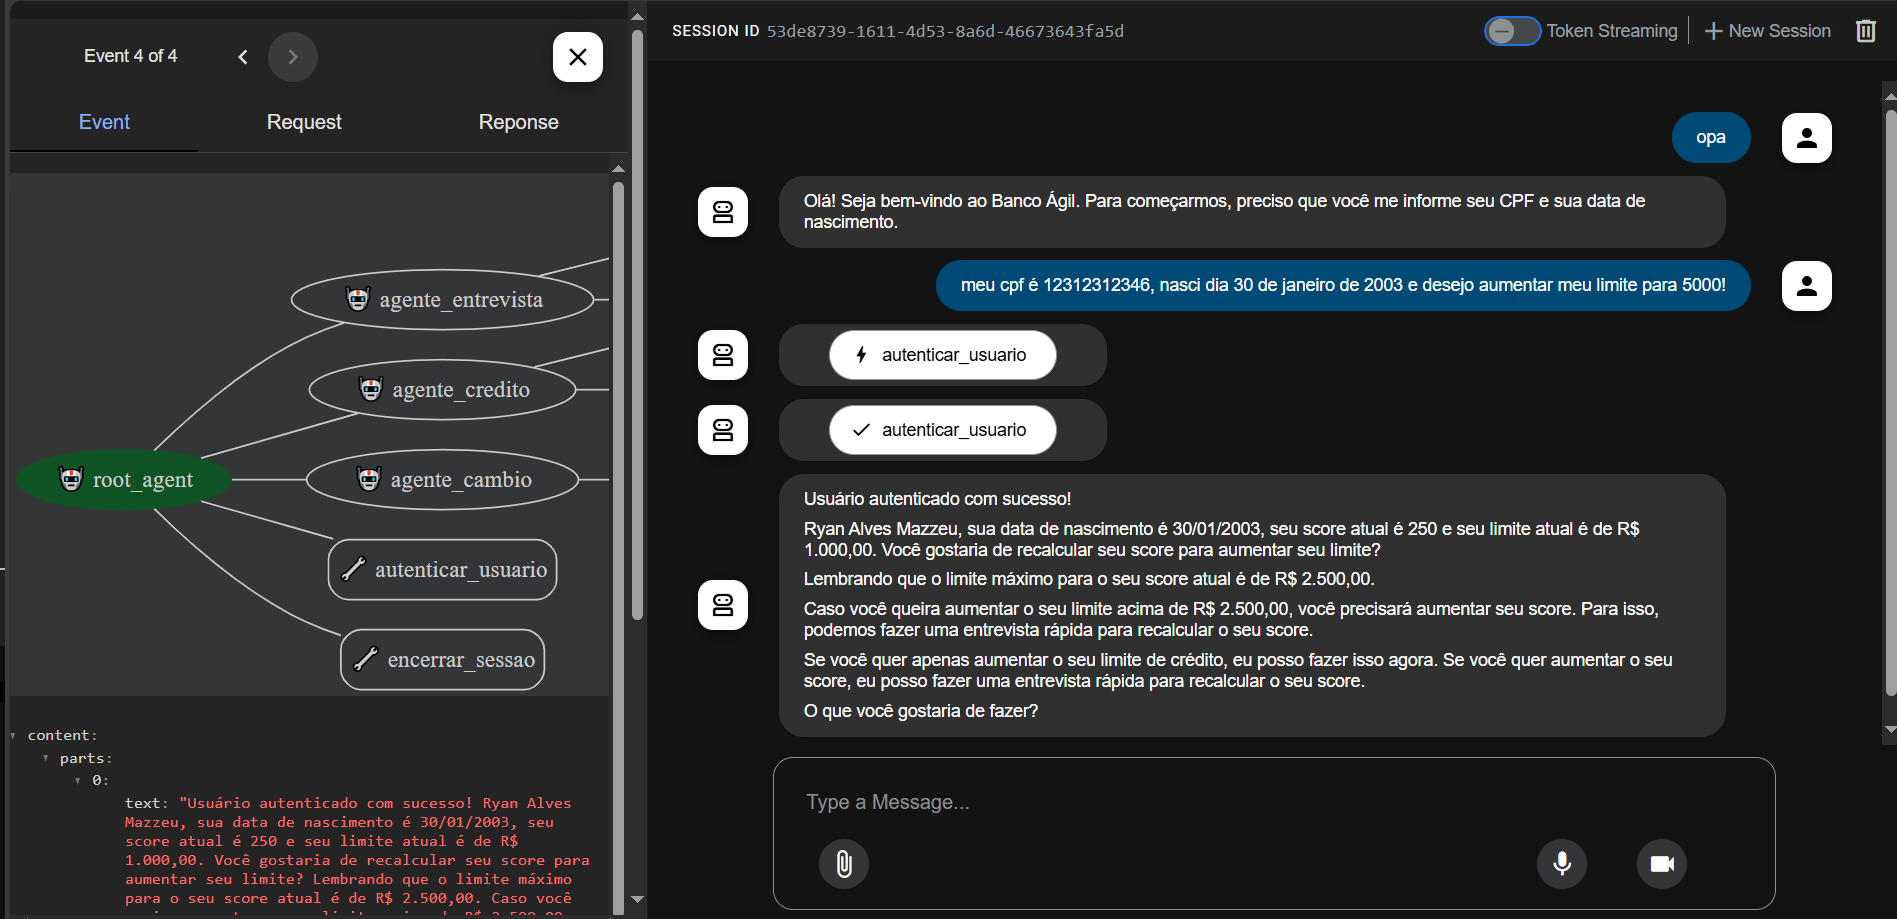 Event 4 of 4
Event
Request
Reponse
agente_entrevista
agente_credito
root_agent
agente_cambio
autenticar_usuario
encerrar_sessao
content:
parts:
0:
text: "Usuário autenticado com sucesso! Ryan Alves
Mazzeu, sua data de nascimento é 30/01/2003, seu
score atual é 250 e seu limite atual é de R$
1.000,00. Você gostaria de recalcular seu score para
aumentar seu limite? Lembrando que o limite máximo
para o seu score atual é de R$ 2.500,00. Caso você
SESSION ID 53de8739-1611-4d53-8a6d-46673643fa5d
Token Streaming
New Session
opa
Olá! Seja bem-vindo ao Banco Ágil. Para começarmos, preciso que você me informe seu CPF e sua data de
nascimento.
meu cpf é 12312312346, nasci dia 30 de janeiro de 2003 e desejo aumentar meu limite para 5000!
autenticar_usuario
autenticar_usuario
Usuário autenticado com sucesso!
Ryan Alves Mazzeu, sua data de nascimento é 30/01/2003, seu score atual é 250 e seu limite atual é de R$
1.000,00. Você gostaria de recalcular seu score para aumentar seu limite?
Lembrando que o limite máximo para o seu score atual é de R$ 2.500,00.
Caso você queira aumentar o seu limite acima de R$ 2.500,00, você precisará aumentar seu score. Para isso,
podemos fazer uma entrevista rápida para recalcular o seu score.
Se você quer apenas aumentar o seu limite de crédito, eu posso fazer isso agora. Se você quer aumentar o seu
score, eu posso fazer uma entrevista rápida para recalcular o seu score.
O que você gostaria de fazer?
Type a Message...